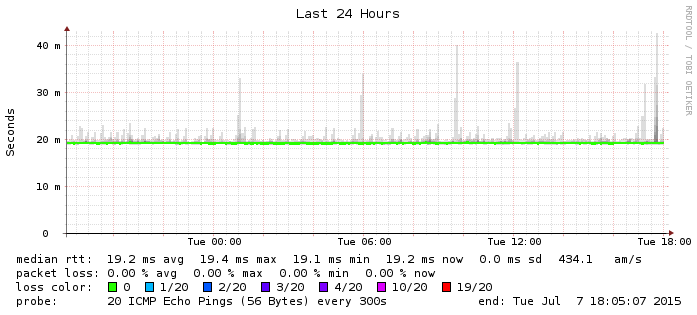 Last 24 Hours
RRDTOOL / TOBI OETIKER
Seconds
40 m
30 m
20 m
10 m
0
Tue 00:00 Tue 06:00 Tue 12:00 Tue 18:00
median rtt: 19.2 ms avg 19.4 ms max 19.1 ms min 19.2 ms now 0.0 ms sd 434.1 am/s
packet loss: 0.00 % avg 0.00 % max 0.00 % min 0.00 % now
loss color: 0 1/20 2/20 3/20 4/20 10/20 19/20
probe: 20 ICMP Echo Pings (56 Bytes) every 300s end: Tue Jul 7 18:05:07 2015